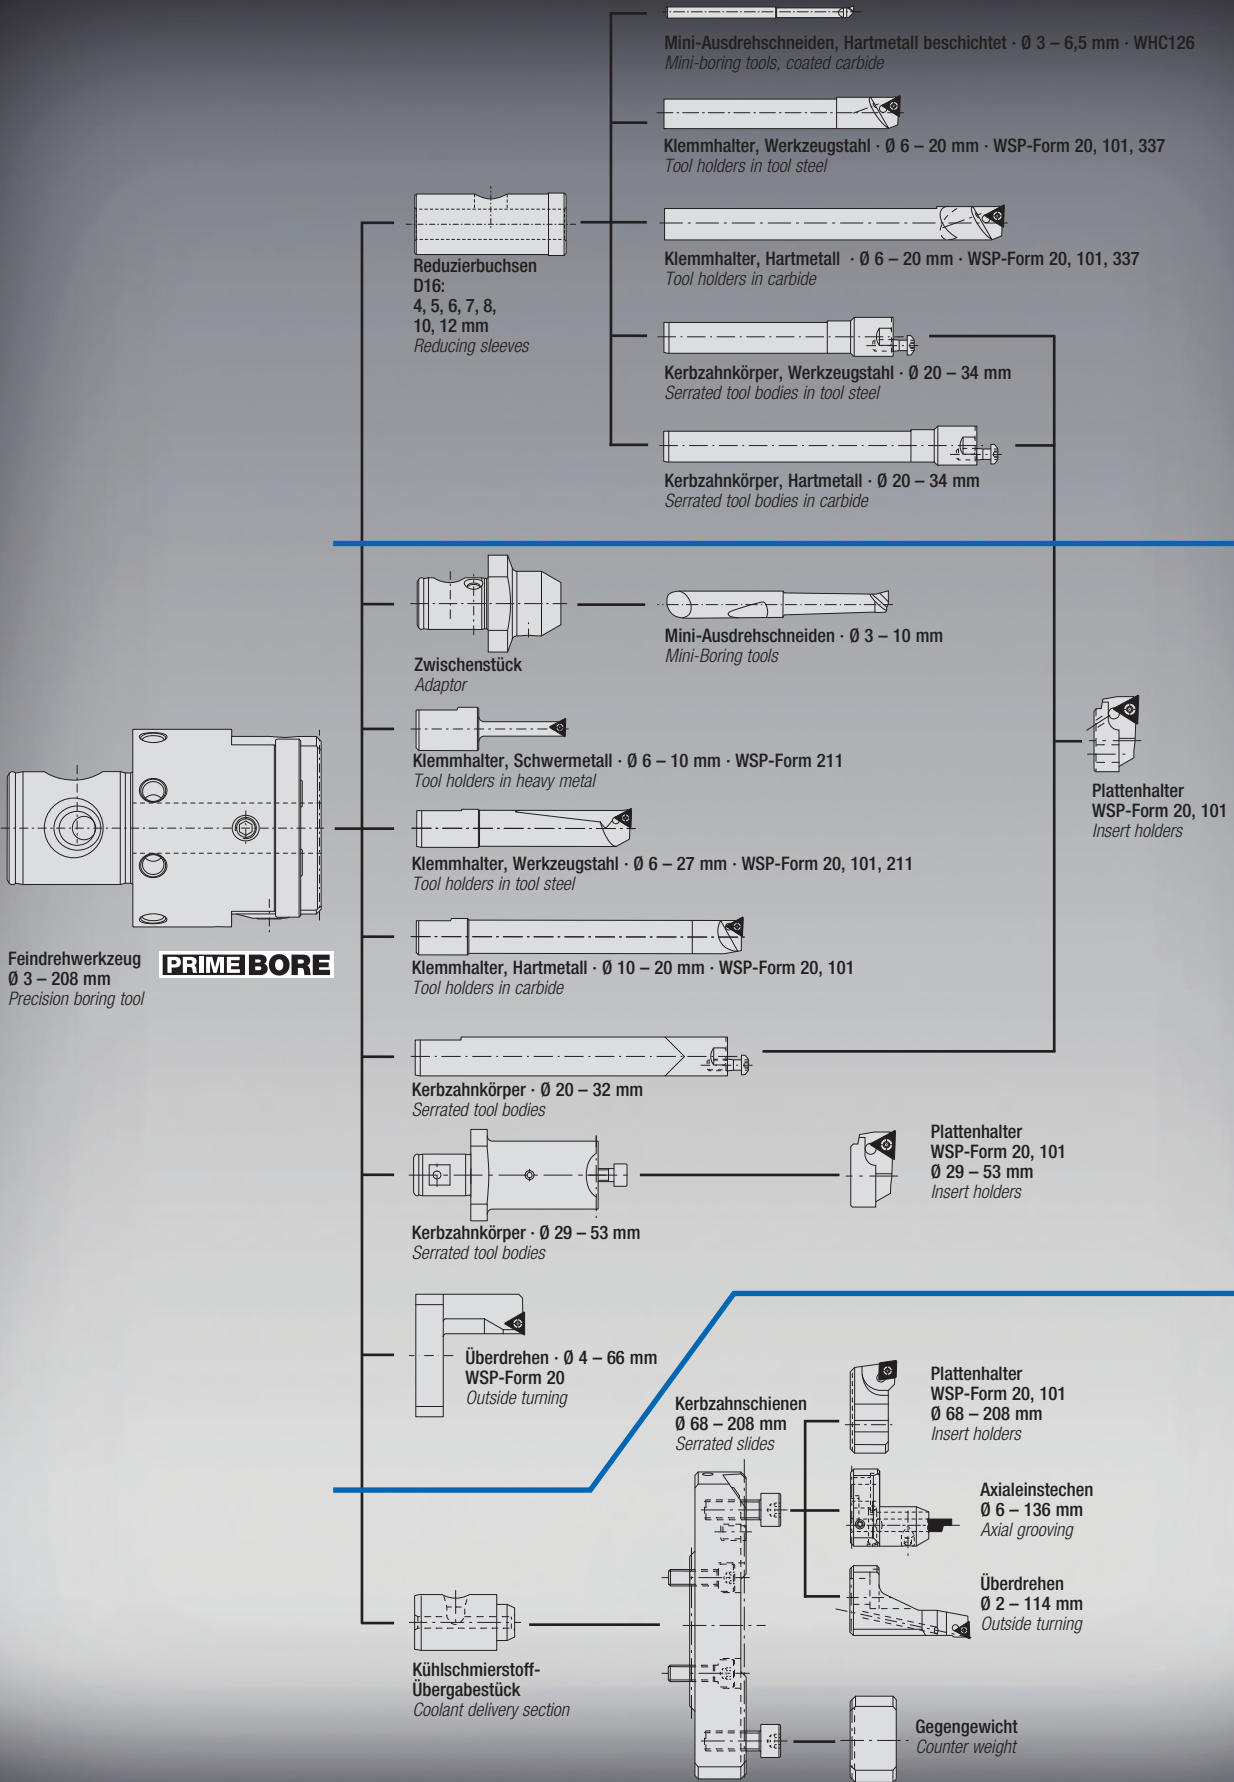 Mini-Ausdrehschneiden, Hartmetall beschichtet · Ø 3 – 6,5 mm · WHC126
Mini-boring tools, coated carbide
Klemmhalter, Werkzeugstahl · Ø 6 – 20 mm · WSP-Form 20, 101, 337
Tool holders in tool steel
Klemmhalter, Hartmetall · Ø 6 – 20 mm · WSP-Form 20, 101, 337
Tool holders in carbide
Reduzierbuchsen
D16:
4, 5, 6, 7, 8,
10, 12 mm
Reducing sleeves
Kerbzahnkörper, Werkzeugstahl · Ø 20 – 34 mm
Serrated tool bodies in tool steel
Kerbzahnkörper, Hartmetall · Ø 20 – 34 mm
Serrated tool bodies in carbide
Zwischenstück
Adaptor
Mini-Ausdrehschneiden · Ø 3 – 10 mm
Mini-Boring tools
Klemmhalter, Schwermetall · Ø 6 – 10 mm · WSP-Form 211
Tool holders in heavy metal
Plattenhalter
WSP-Form 20, 101
Insert holders
Klemmhalter, Werkzeugstahl · Ø 6 – 27 mm · WSP-Form 20, 101, 211
Tool holders in tool steel
Feindrehwerkzeug
Ø 3 – 208 mm
Precision boring tool
PRIMEBORE
Klemmhalter, Hartmetall · Ø 10 – 20 mm · WSP-Form 20, 101
Tool holders in carbide
Kerbzahnkörper · Ø 20 – 32 mm
Serrated tool bodies
Plattenhalter
WSP-Form 20, 101
Ø 29 – 53 mm
Insert holders
Kerbzahnkörper · Ø 29 – 53 mm
Serrated tool bodies
Überdrehen · Ø 4 – 66 mm
WSP-Form 20
Outside turning
Kerbzahnschienen
Ø 68 – 208 mm
Serrated slides
Plattenhalter
WSP-Form 20, 101
Ø 68 – 208 mm
Insert holders
Axialeinstechen
Ø 6 – 136 mm
Axial grooving
Überdrehen
Ø 2 – 114 mm
Outside turning
Kühlschmierstoff-
Übergabestück
Coolant delivery section
Gegengewicht
Counter weight